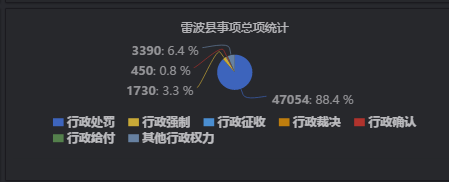 雷波县事项总项统计
3390: 6.4 %
450: 0.8 %
1730: 3.3 %
47054: 88.4 %
行政处罚 行政强制 行政征收 行政裁决 行政确认
行政给付 其他行政权力